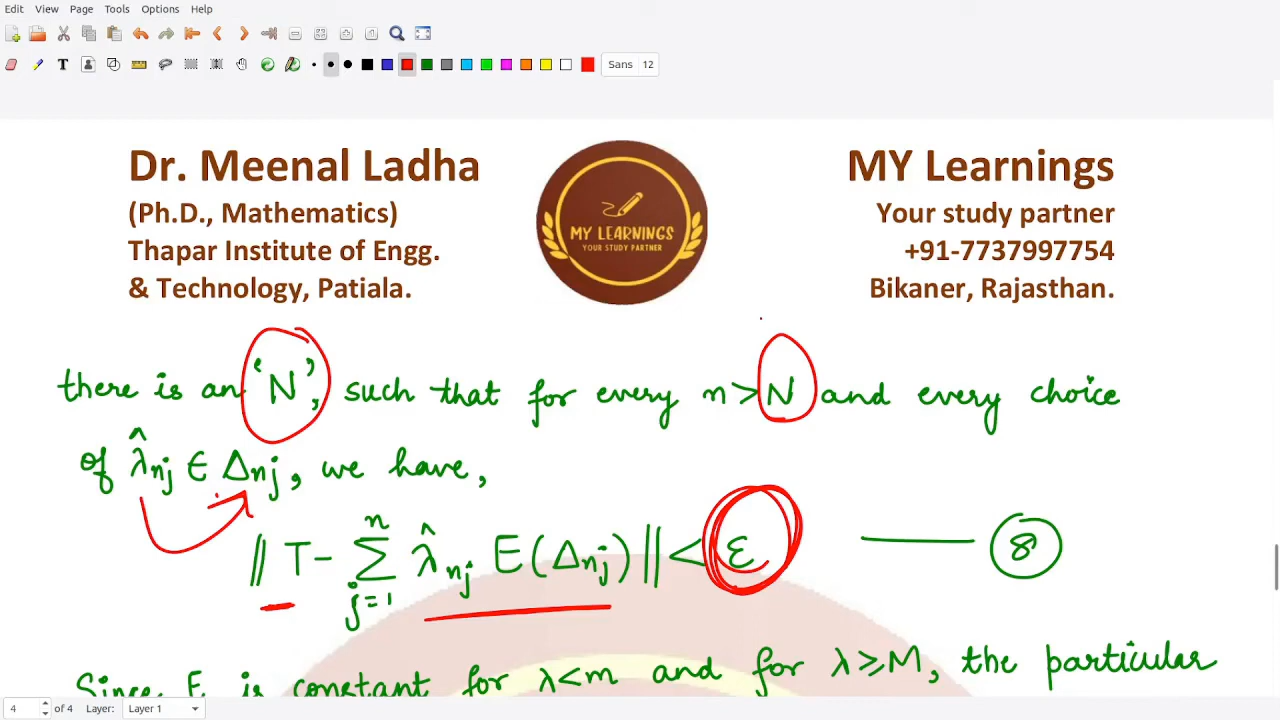 Edit View Page Tools Options Help
T Sans 12
Dr. Meenal Ladha
(Ph.D., Mathematics)
Thapar Institute of Engg.
& Technology, Patiala.
MY LEARNINGS
YOUR STUDY PARTNER
MY Learnings
Your study partner
+91-7737997754
Bikaner, Rajasthan.
there is an 'N', such that for every n>N and every choice
of λ̂nj ∈ Δnj, we have,
|| T- Σ_{j=1}^{n} λ̂nj E(Δnj) || < ε —— 8
Since E is constant for λ<m and for λ≥M, the particular
4 of 4 Layer: Layer 1